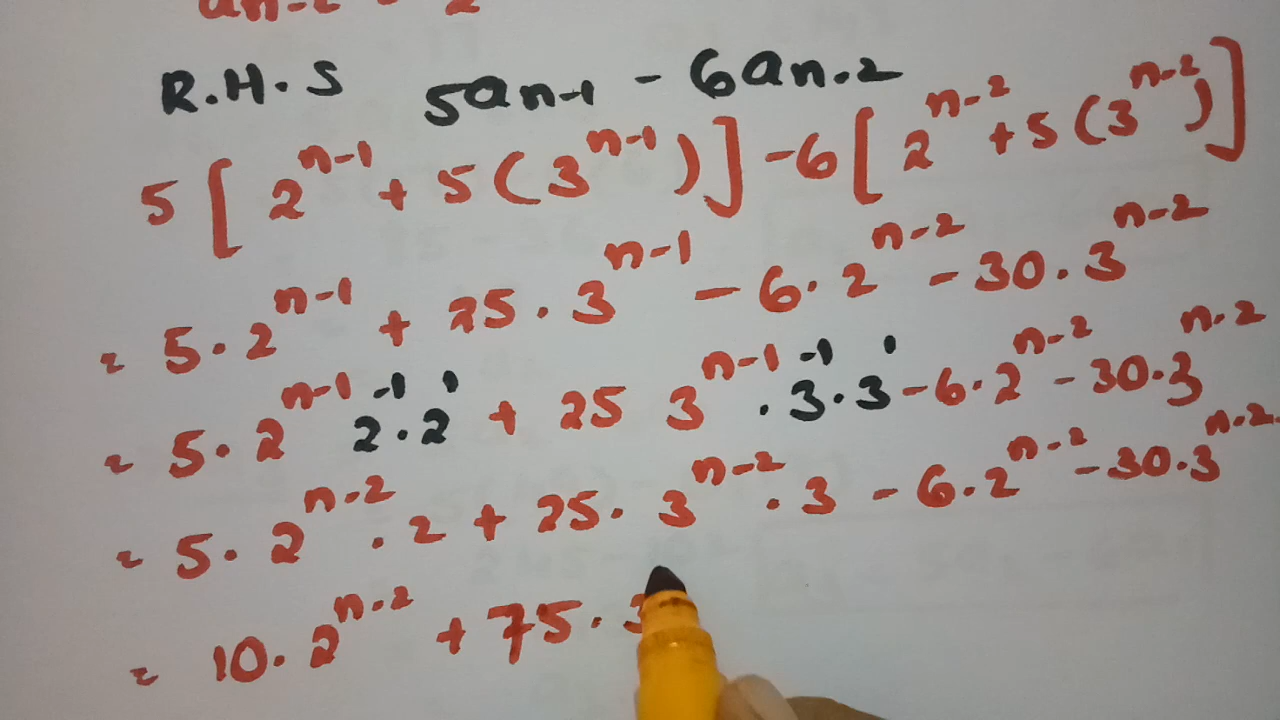 R.H.S 5an-1 - 6an-2
5[2^{n-1} + 5(3^{n-1})] - 6[2^{n-2} + 5(3^{n-2})]
= 5·2^{n-1} + 25·3^{n-1} - 6·2^{n-2} - 30·3^{n-2}
= 5·2^{n-1} 2^{-1}·2^{1} + 25 3^{n-1}·3^{-1}·3^{1} - 6·2^{n-2} - 30·3^{n-2}
= 5·2^{n-2}·2 + 25·3^{n-2}·3 - 6·2^{n-2} - 30·3^{n-2}
= 10·2^{n-2} + 75·